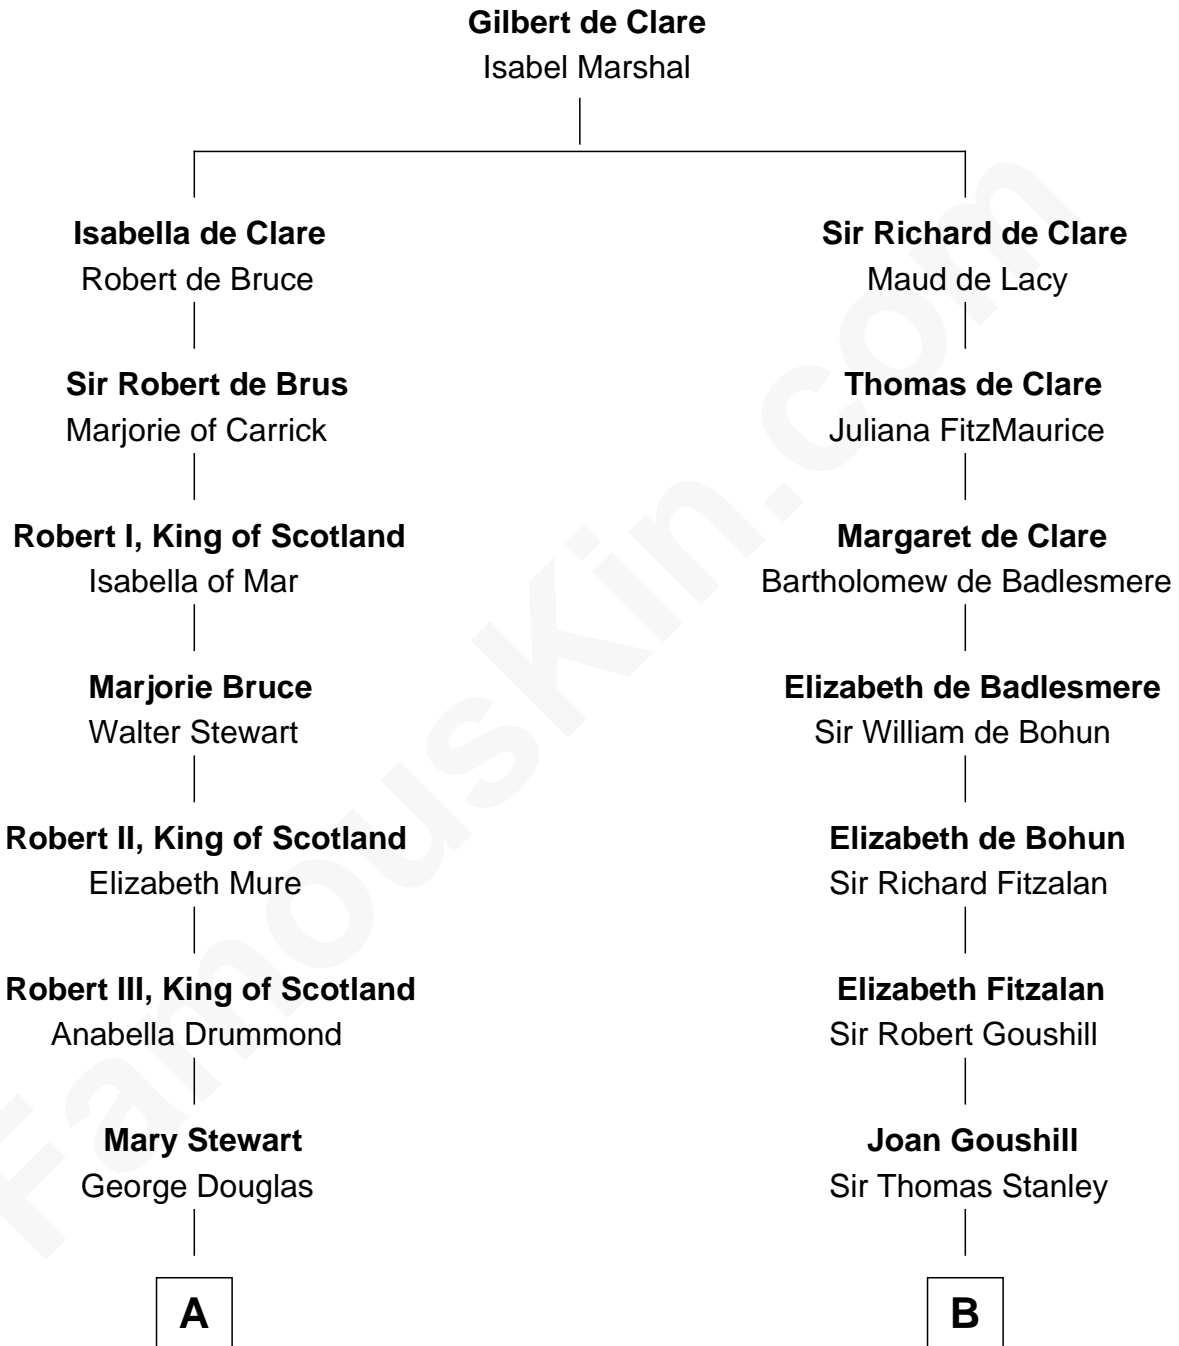 Gilbert de Clare
Isabel Marshal
Isabella de Clare
Robert de Bruce
Sir Richard de Clare
Maud de Lacy
Sir Robert de Brus
Marjorie of Carrick
Thomas de Clare
Juliana FitzMaurice
Robert I, King of Scotland
Isabella of Mar
Margaret de Clare
Bartholomew de Badlesmere
Marjorie Bruce
Walter Stewart
Elizabeth de Badlesmere
Sir William de Bohun
Robert II, King of Scotland
Elizabeth Mure
Elizabeth de Bohun
Sir Richard Fitzalan
Robert III, King of Scotland
Anabella Drummond
Elizabeth Fitzalan
Sir Robert Goushill
Mary Stewart
George Douglas
Joan Goushill
Sir Thomas Stanley
A
B
FamousKin.com